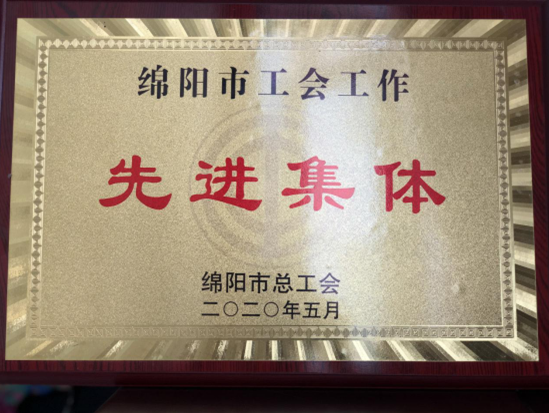 绵阳市工会工作
先进集体
绵阳市总工会
二〇二〇年五月